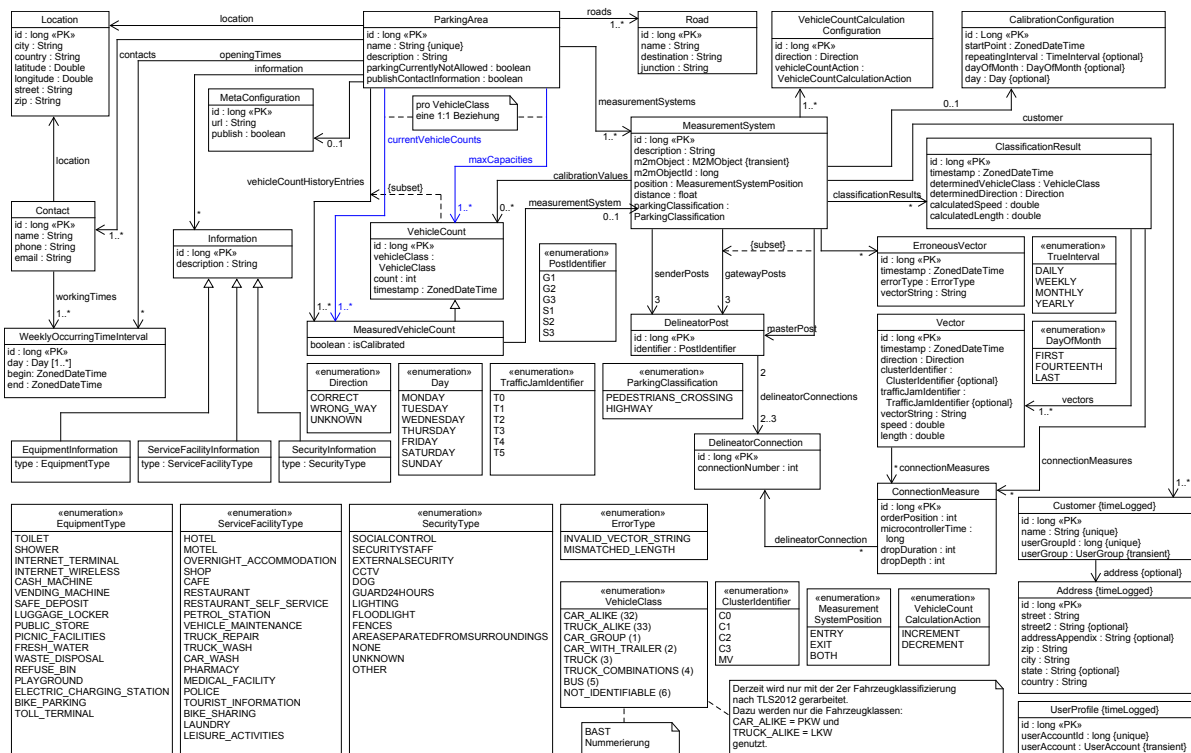 Location
id : long «PK»
city : String
country : String
latitude : Double
longitude : Double
street : String
zip : String
location
contacts
openingTimes
information
ParkingArea
id : long «PK»
name : String {unique}
description : String
parkingCurrentlyNotAllowed : boolean
publishContactInformation : boolean
roads
1..*
Road
id : long «PK»
name : String
destination : String
junction : String
VehicleCountCalculation
Configuration
id : long «PK»
direction : Direction
vehicleCountAction :
VehicleCountCalculationAction
CalibrationConfiguration
id : Long «PK»
startPoint : ZonedDateTime
repeatingInterval : TimeInterval {optional}
dayOfMonth : DayOfMonth {optional}
day : Day {optional}
MetaConfiguration
id : long «PK»
url : String
publish : boolean
0..1
pro VehicleClass
eine 1:1 Beziehung
currentVehicleCounts
maxCapacities
measurementSystems
1..*
1..*
0..1
customer
MeasurementSystem
id : long «PK»
description : String
m2mObject : M2MObject {transient}
m2mObjectId : long
position : MeasurementSystemPosition
distance : float
parkingClassification :
ParkingClassification
ClassificationResult
id : long «PK»
timestamp : ZonedDateTime
determinedVehicleClass : VehicleClass
determinedDirection : Direction
calculatedSpeed : double
calculatedLength : double
classificationResults
*
location
vehicleCountHistoryEntries
{subset}
calibrationValues
0..*
1..*
measurementSystem
0..1
Contact
id : long «PK»
name : String
phone : String
email : String
1..*
*
Information
id : long «PK»
description : String
VehicleCount
id : long «PK»
vehicleClass :
VehicleClass
count : int
timestamp : ZonedDateTime
«enumeration»
PostIdentifier
G1
G2
G3
S1
S2
S3
senderPosts
{subset}
gatewayPosts
3
3
*
ErroneousVector
id : long «PK»
timestamp : ZonedDateTime
errorType : ErrorType
vectorString : String
«enumeration»
TrueInterval
DAILY
WEEKLY
MONTHLY
YEARLY
workingTimes
1..*
*
1..*
1..*
WeeklyOccurringTimeInterval
id : long «PK»
day : Day [1..*]
begin: ZonedDateTime
end : ZonedDateTime
MeasuredVehicleCount
boolean : isCalibrated
DelineatorPost
id : long «PK»
identifier : PostIdentifier
masterPost
2
delineatorConnections
2..3
Vector
id : long «PK»
timestamp : ZonedDateTime
direction : Direction
clusterIdentifier :
ClusterIdentifier {optional}
trafficJamIdentifier :
TrafficJamIdentifier {optional}
vectorString : String
speed : double
length : double
«enumeration»
DayOfMonth
FIRST
FOURTEENTH
LAST
vectors
1..*
«enumeration»
Direction
CORRECT
WRONG_WAY
UNKNOWN
«enumeration»
Day
MONDAY
TUESDAY
WEDNESDAY
THURSDAY
FRIDAY
SATURDAY
SUNDAY
«enumeration»
TrafficJamIdentifier
T0
T1
T2
T3
T4
T5
«enumeration»
ParkingClassification
PEDESTRIANS_CROSSING
HIGHWAY
EquipmentInformation
type : EquipmentType
ServiceFacilityInformation
type : ServiceFacilityType
SecurityInformation
type : SecurityType
DelineatorConnection
id : long «PK»
connectionNumber : int
* connectionMeasures
connectionMeasures
*
1..*
ConnectionMeasure
id : long «PK»
orderPosition : int
microcontrollerTime :
long
dropDuration : int
dropDepth : int
delineatorConnection
*
Customer {timeLogged}
id : long «PK»
name : String {unique}
userGroupId : long {unique}
userGroup : UserGroup {transient}
address {optional}
Address {timeLogged}
id : long «PK»
street : String
street2 : String {optional}
addressAppendix : String {optional}
zip : String
city : String
state : String {optional}
country : String
UserProfile {timeLogged}
id : long «PK»
userAccountId : long {unique}
userAccount : UserAccount {transient}
«enumeration»
EquipmentType
TOILET
SHOWER
INTERNET_TERMINAL
INTERNET_WIRELESS
CASH_MACHINE
VENDING_MACHINE
SAFE_DEPOSIT
LUGGAGE_LOCKER
PUBLIC_STORE
PICNIC_FACILITIES
FRESH_WATER
WASTE_DISPOSAL
REFUSE_BIN
PLAYGROUND
ELECTRIC_CHARGING_STATION
BIKE_PARKING
TOLL_TERMINAL
«enumeration»
ServiceFacilityType
HOTEL
MOTEL
OVERNIGHT_ACCOMMODATION
SHOP
CAFE
RESTAURANT
RESTAURANT_SELF_SERVICE
PETROL_STATION
VEHICLE_MAINTENANCE
TRUCK_REPAIR
TRUCK_WASH
CAR_WASH
PHARMACY
MEDICAL_FACILITY
POLICE
TOURIST_INFORMATION
BIKE_SHARING
LAUNDRY
LEISURE_ACTIVITIES
«enumeration»
SecurityType
SOCIALCONTROL
SECURITYSTAFF
EXTERNALSECURITY
CCTV
DOG
GUARD24HOURS
LIGHTING
FLOODLIGHT
FENCES
AREASEPARATEDFROMSURROUNDINGS
NONE
UNKNOWN
OTHER
«enumeration»
ErrorType
INVALID_VECTOR_STRING
MISMATCHED_LENGTH
«enumeration»
VehicleClass
CAR_ALIKE (32)
TRUCK_ALIKE (33)
CAR_GROUP (1)
CAR_WITH_TRAILER (2)
TRUCK (3)
TRUCK_COMBINATIONS (4)
BUS (5)
NOT_IDENTIFIABLE (6)
«enumeration»
ClusterIdentifier
C0
C1
C2
C3
MV
«enumeration»
Measurement
SystemPosition
ENTRY
EXIT
BOTH
«enumeration»
VehicleCount
CalculationAction
INCREMENT
DECREMENT
BAST
Nummerierung
Derzeit wird nur mit der 2er Fahrzeugklassifizierung
nach TLS2012 gerarbeitet.
Dazu werden nur die Fahrzeugklassen:
CAR_ALIKE = PKW und
TRUCK_ALIKE = LKW
genutzt.